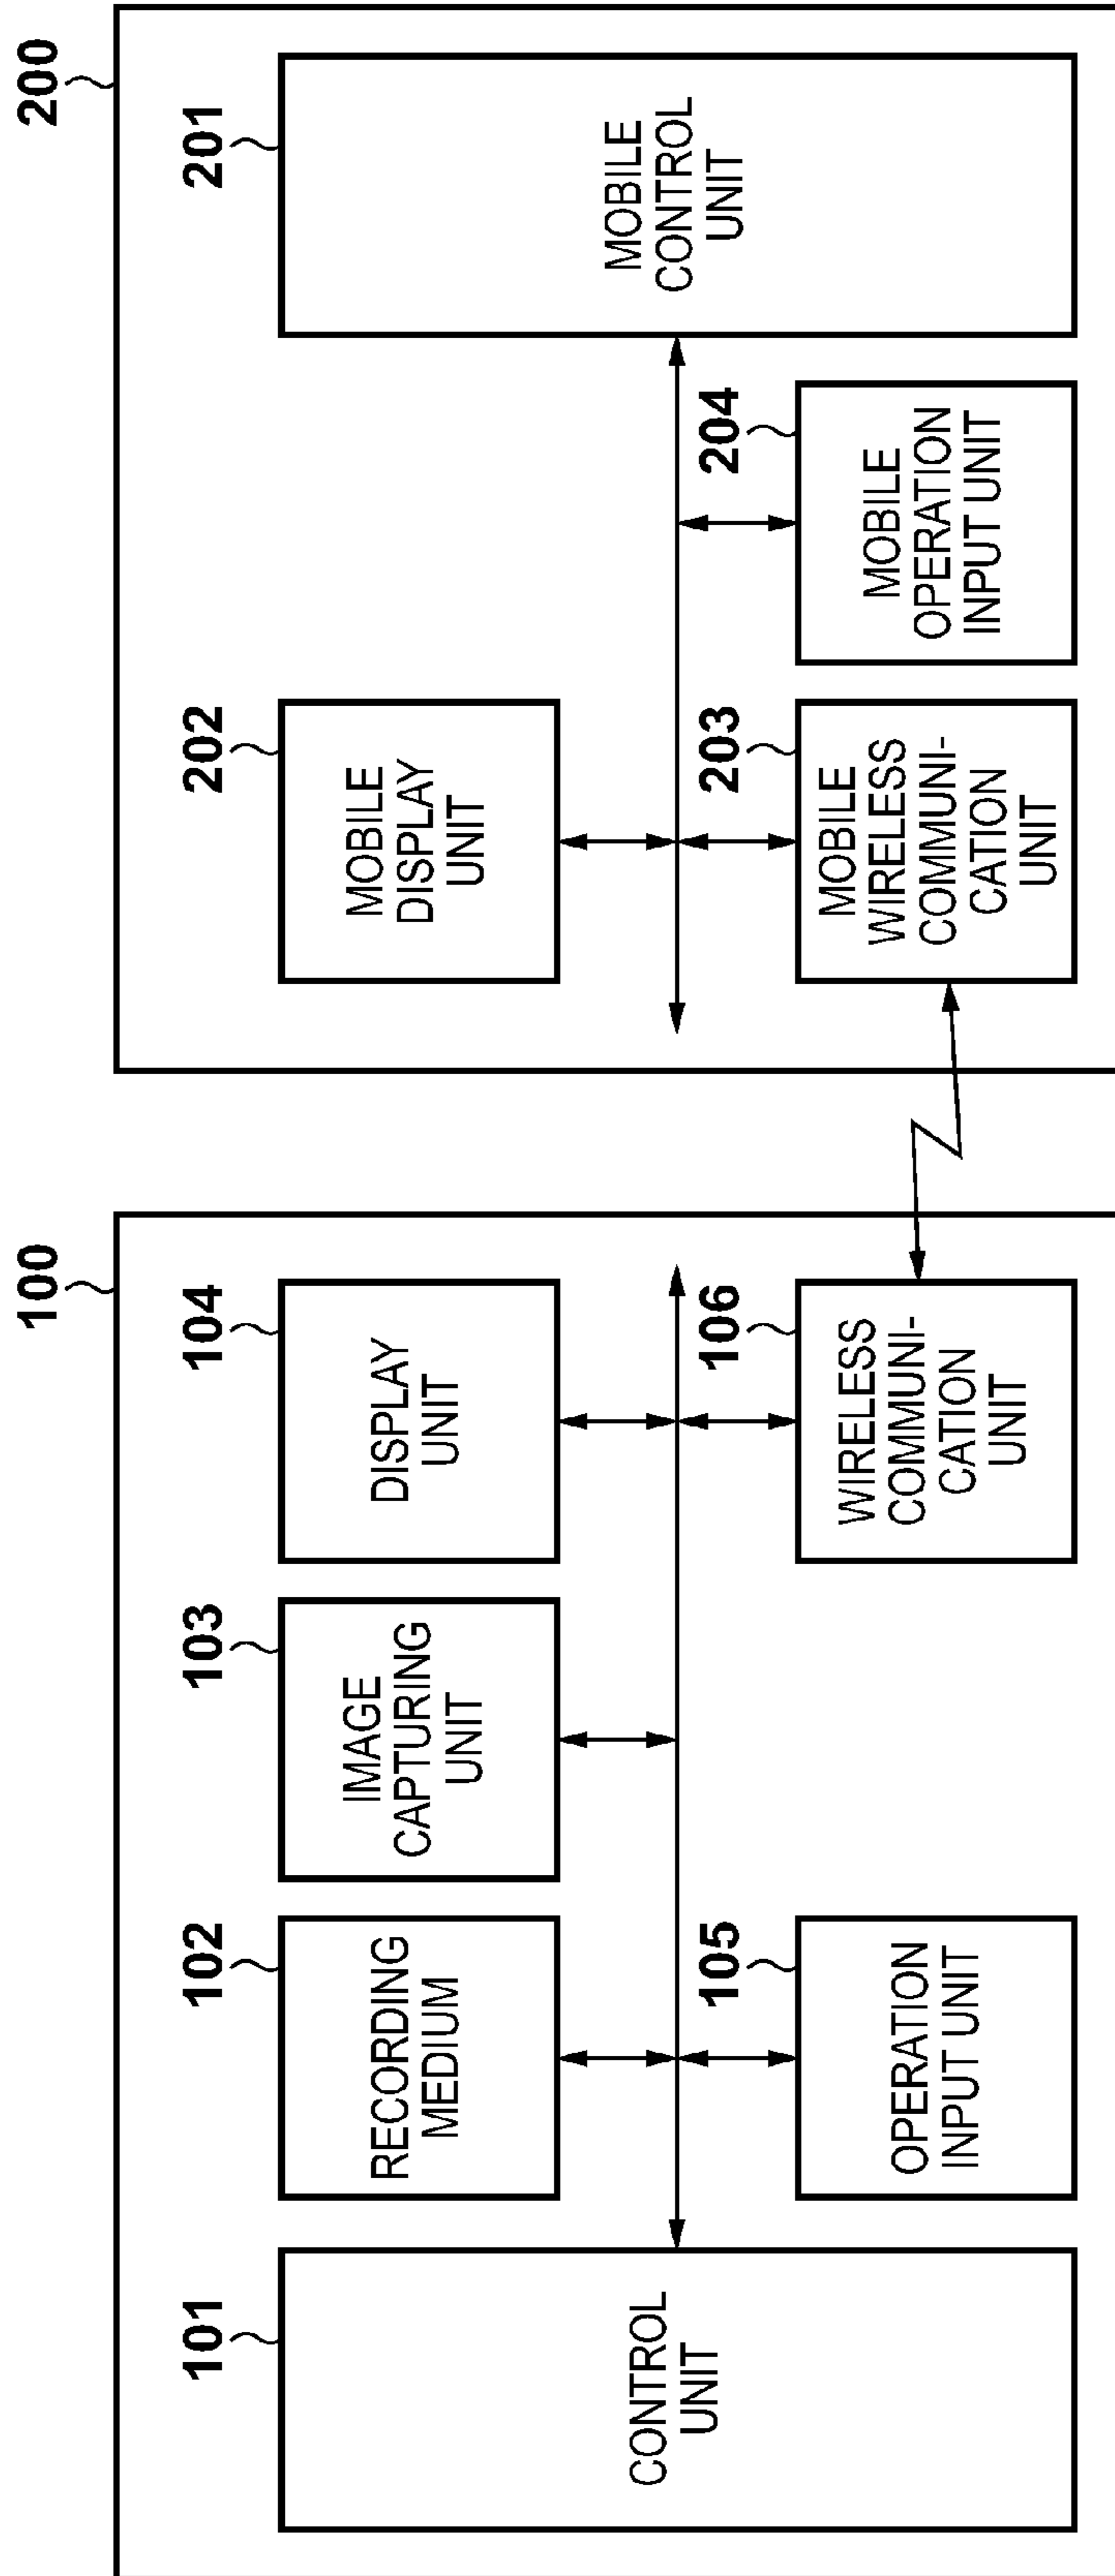 100
101
CONTROL
UNIT
102
RECORDING
MEDIUM
103
IMAGE
CAPTURING
UNIT
104
DISPLAY
UNIT
105
OPERATION
INPUT UNIT
106
WIRELESS
COMMUNI-
CATION
UNIT
200
202
MOBILE
DISPLAY
UNIT
203
MOBILE
WIRELESS
COMMUNI-
CATION
UNIT
204
MOBILE
OPERATION
INPUT UNIT
201
MOBILE
CONTROL
UNIT